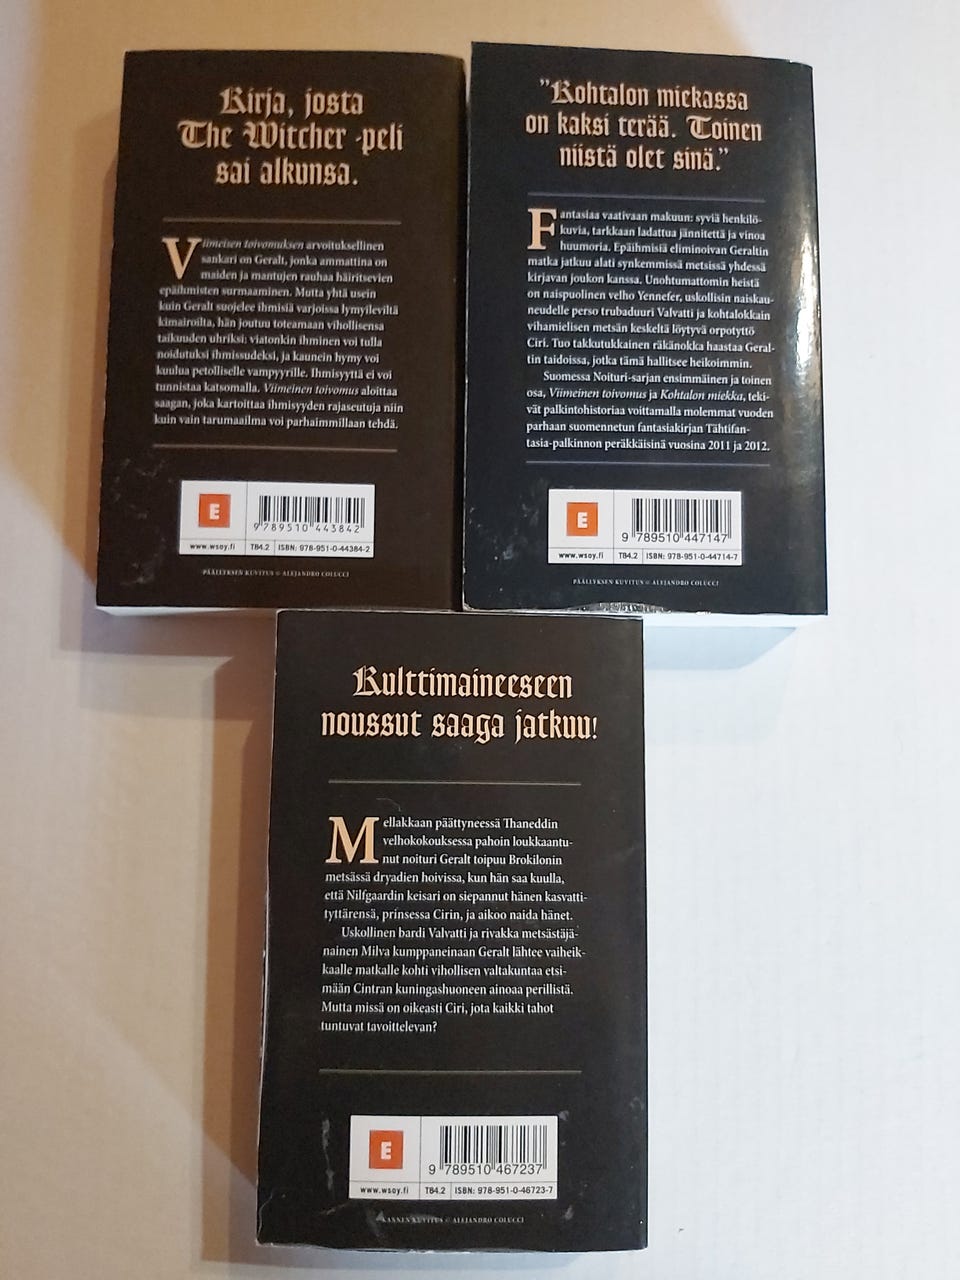 Kirja, josta
The Witcher -peli
sai alkunsa.
Viimeisen toivomuksen arvoituksellinen
sankari on Geralt, jonka ammattina on
maiden ja mantujen rauhaa häiritsevien
epäihmisten surmaaminen. Mutta yhtä usein
kuin Geralt suojelee ihmisiä varjoissa lymyileviltä
kimairoilta, hän joutuu toteamaan vihollisensa
taikuuden uhriksi: viatonkin ihminen voi tulla
noidutuksi ihmissudeksi, ja kaunein hymy voi
kuulua petolliselle vampyyrille. Ihmisyyttä ei voi
tunnistaa katsomalla. Viimeinen toivomus aloittaa
saagan, joka kartoittaa ihmisyyden rajaseutuja niin
kuin vain tarumaailma voi parhaimmillaan tehdä.
E
9 789510 443842
www.wsoy.fi
T84.2
ISBN: 978-951-0-44384-2
PÄÄLLYKSEN KUVITUS © ALEJANDRO COLUCCI
"Kohtalon miekassa
on kaksi terää. Toinen
niistä olet sinä."
Fantasiaa vaativaan makuun: syviä henkilö-
kuvia, tarkkaan ladattua jännitettä ja vinoa
huumoria. Epäihmisiä eliminoivan Geraltin
matka jatkuu alati synkemmissä metsissä yhdessä
kirjavan joukon kanssa. Unohtumattomin heistä
on naispuolinen velho Yennefer, uskollisin naiskau-
neudelle perso trubaduuri Valvatti ja kohtalokkain
vihamielisen metsän keskeltä löytyvä orpotyttö
Ciri. Tuo takkutukkainen räkänokka haastaa Geral-
tin taidoissa, jotka tämä hallitsee heikoimmin.
Suomessa Noituri-sarjan ensimmäinen ja toinen
osa, Viimeinen toivomus ja Kohtalon miekka, teki-
vät palkintohistoriaa voittamalla molemmat vuoden
parhaan suomennetun fantasiakirjan Tähtifan-
tasia-palkinnon peräkkäisinä vuosina 2011 ja 2012.
E
9 789510 447147
www.wsoy.fi
T84.2
ISBN: 978-951-0-44714-7
PÄÄLLYKSEN KUVITUS © ALEJANDRO COLUCCI
Kulttimaineeseen
noussut saaga jatkuu!
Mellakkaan päättyneessä Thaneddin
velhokokouksessa pahoin loukkaantu-
nut noituri Geralt toipuu Brokilonin
metsässä dryadien hoivissa, kun hän saa kuulla,
että Nilfgaardin keisari on siepannut hänen kasvatti-
tyttärensä, prinsessa Cirin, ja aikoo naida hänet.
Uskollinen bardi Valvatti ja rivakka metsästäjä-
nainen Milva kumppaneinaan Geralt lähtee vaiheik-
kaalle matkalle kohti vihollisen valtakuntaa etsi-
mään Cintran kuningashuoneen ainoaa perillistä.
Mutta missä on oikeasti Ciri, jota kaikki tahot
tuntuvat tavoittelevan?
E
9 789510 467237
www.wsoy.fi
T84.2
ISBN: 978-951-0-46723-7
KANNEN KUVITUS © ALEJANDRO COLUCCI